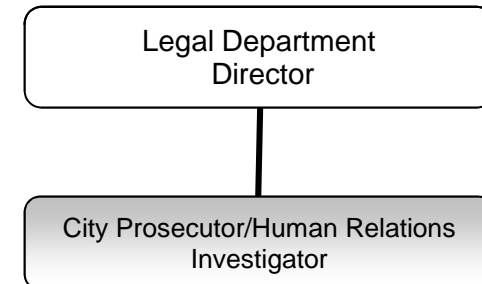 Legal Department
Director
City Prosecutor/Human Relations
Investigator